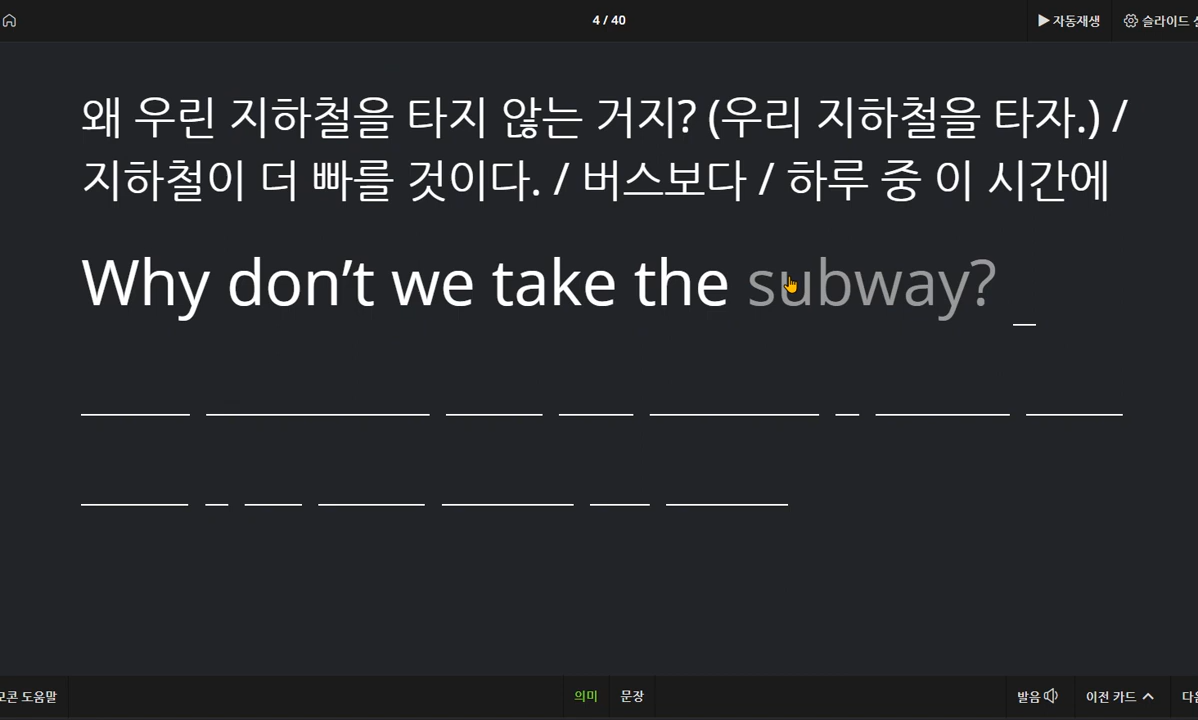 4 / 40
▶ 자동재생
슬라이드
왜 우린 지하철을 타지 않는 거지? (우리 지하철을 타자.) /
지하철이 더 빠를 것이다. / 버스보다 / 하루 중 이 시간에
Why don’t we take the subway?
도움말
의미
문장
발음
이전 카드